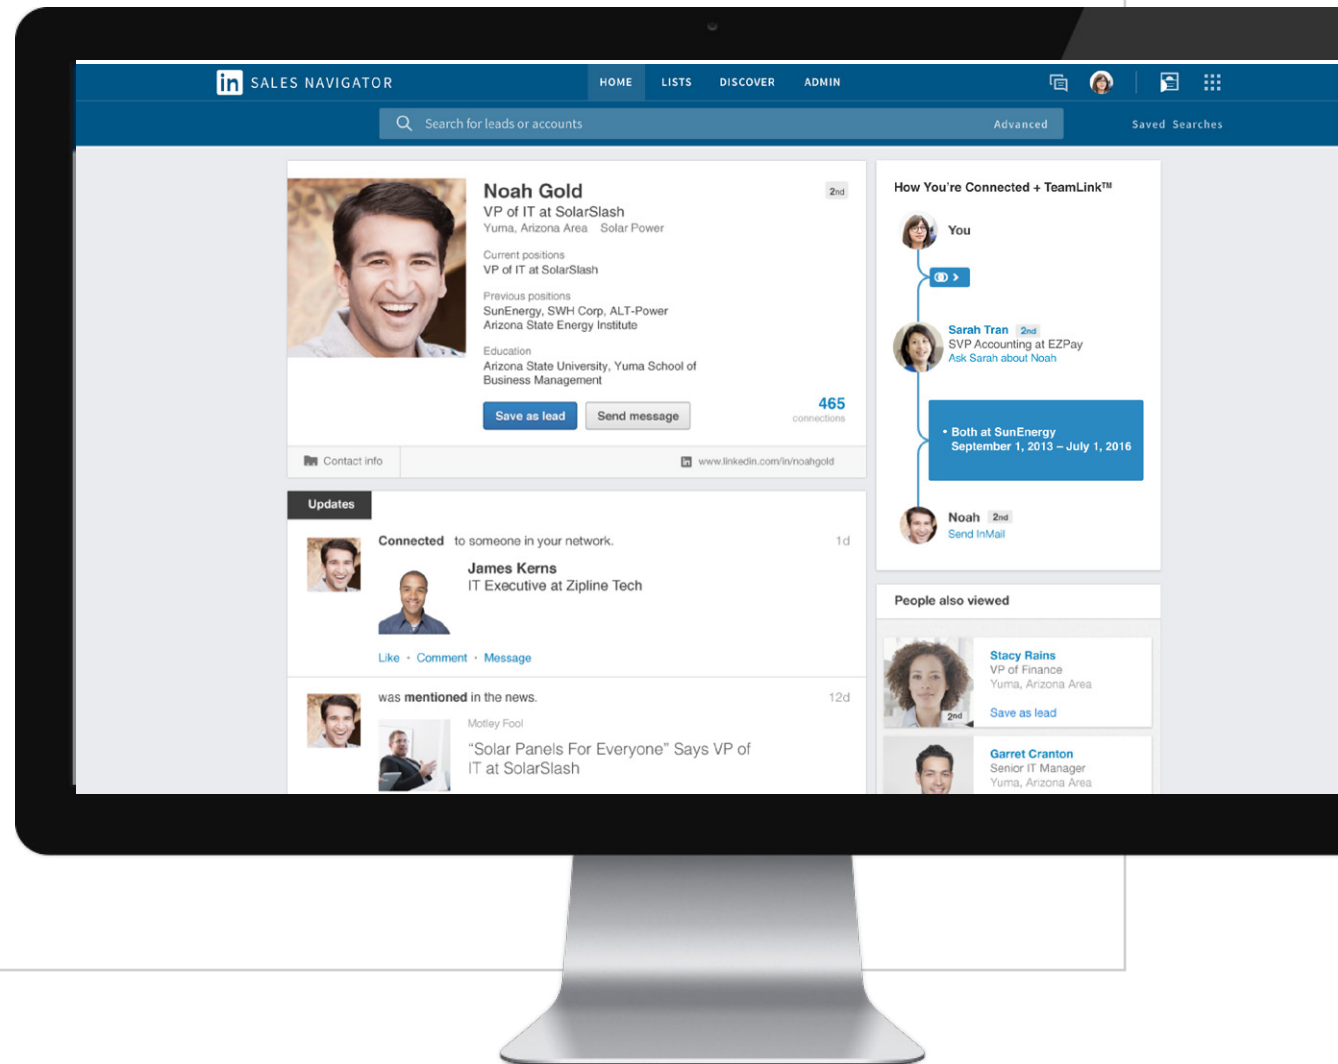 in SALES NAVIGATOR
HOME LISTS DISCOVER ADMIN
Search for leads or accounts
Advanced
Saved Searches
Noah Gold
2nd
VP of IT at SolarSlash
Yuma, Arizona Area Solar Power
Current positions
VP of IT at SolarSlash
Previous positions
SunEnergy, SWH Corp, ALT-Power
Arizona State Energy Institute
Education
Arizona State University, Yuma School of
Business Management
Save as lead
Send message
465
connections
Contact info
in www.linkedin.com/in/noahgold
Updates
Connected to someone in your network.
1d
James Kerns
IT Executive at Zipline Tech
Like • Comment • Message
was mentioned in the news.
12d
Motley Fool
“Solar Panels For Everyone” Says VP of
IT at SolarSlash
How You're Connected + TeamLink™
You
Sarah Tran 2nd
SVP Accounting at EZPay
Ask Sarah about Noah
• Both at SunEnergy
September 1, 2013 – July 1, 2016
Noah 2nd
Send InMail
People also viewed
Stacy Rains
VP of Finance
Yuma, Arizona Area
2nd
Save as lead
Garret Cranton
Senior IT Manager
Yuma, Arizona Area